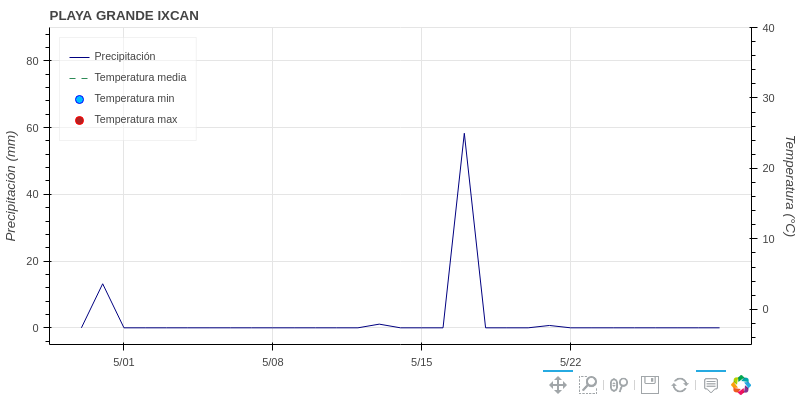 PLAYA GRANDE IXCAN
Precipitación
Temperatura media
Temperatura min
Temperatura max
Precipitación (mm)
80
60
40
20
0
Temperatura (°C)
40
30
20
10
0
5/01 5/08 5/15 5/22